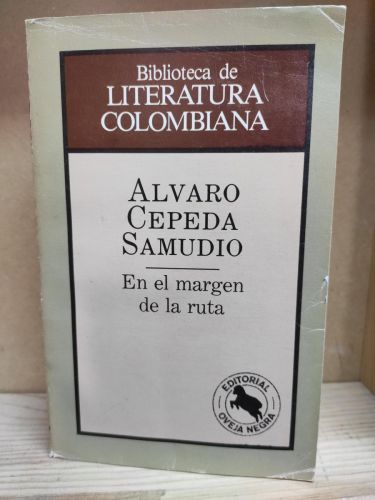 Biblioteca de
LITERATURA
COLOMBIANA
ALVARO
CEPEDA
SAMUDIO
En el margen
de la ruta
EDITORIAL
OVEJA NEGRA